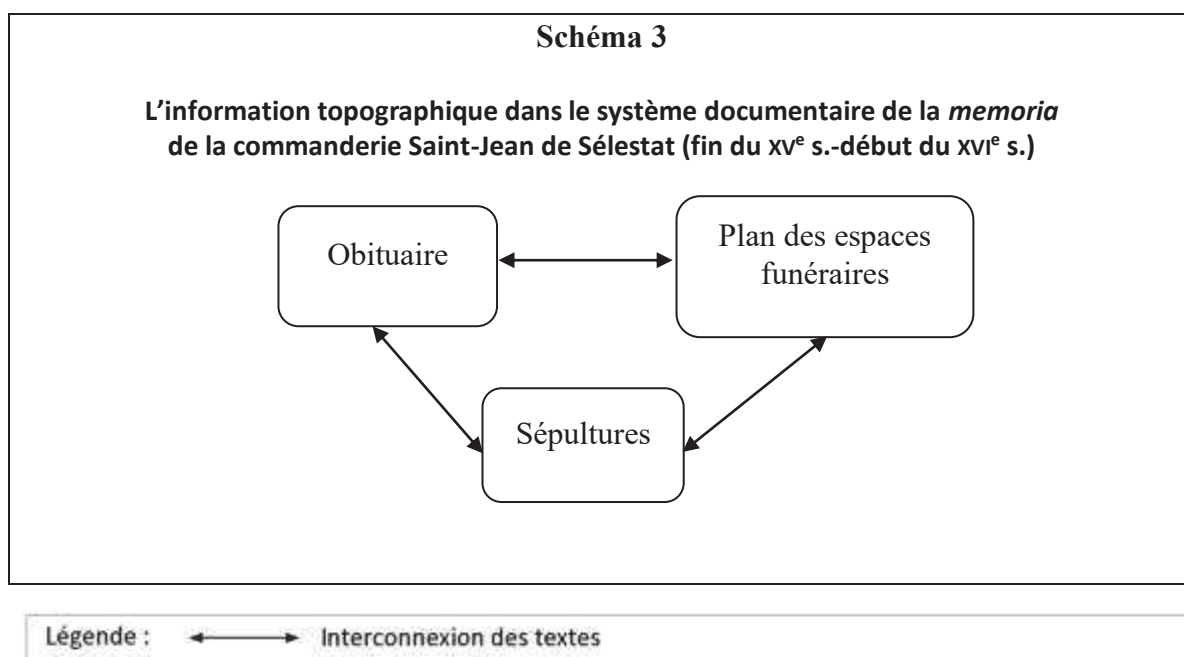 Schéma 3
L’information topographique dans le système documentaire de la memoria
de la commanderie Saint-Jean de Sélestat (fin du XVe s.-début du XVIe s.)
Obituaire
Plan des espaces
funéraires
Sépultures
Légende : Interconnexion des textes